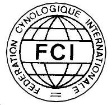 FEDERATION CYNOLOGIQUE INTERNATIONALE
FCI